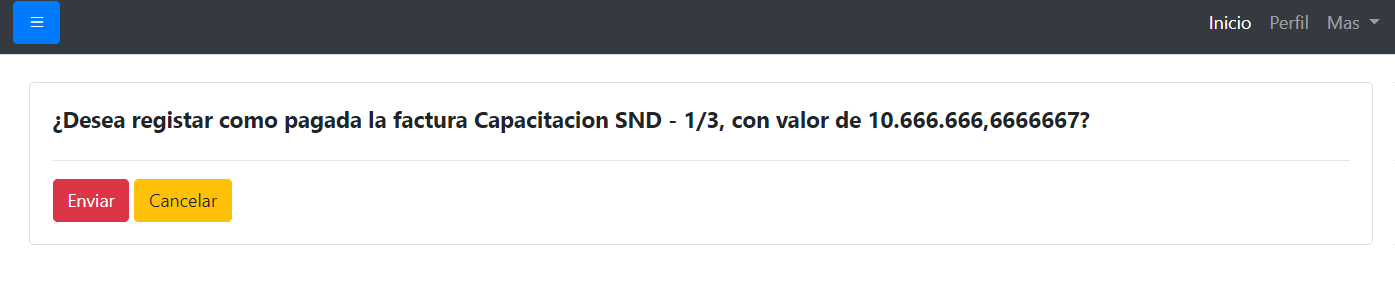 Inicio Perfil Mas
¿Desea registar como pagada la factura Capacitacion SND - 1/3, con valor de 10.666.666,6666667?
Enviar Cancelar